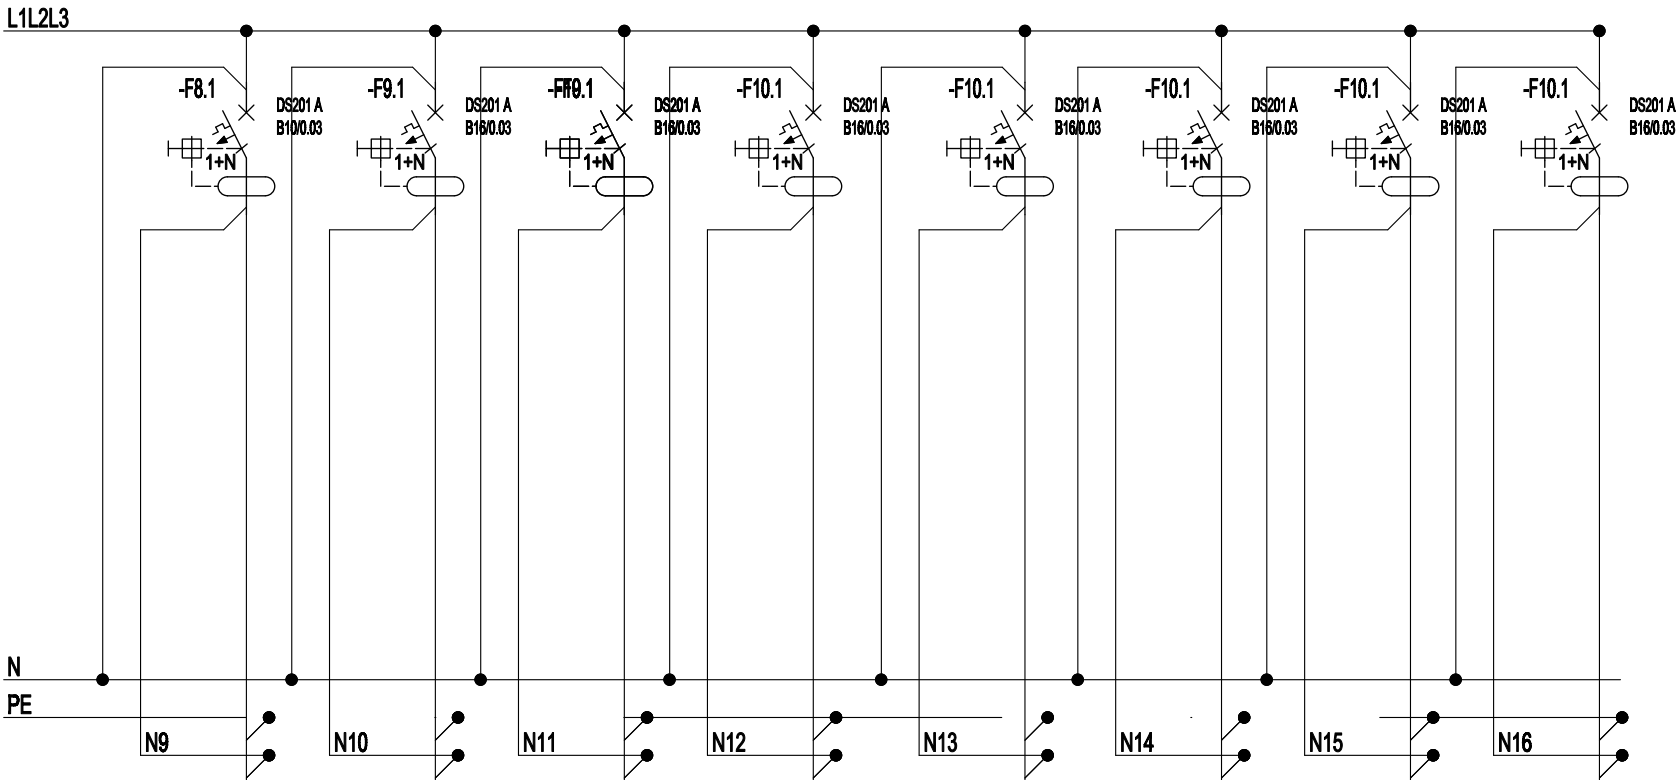 L1L2L3
-F8.1
DS201 A
B10/0.03
1+N
-F9.1
DS201 A
B16/0.03
1+N
DS201 A
B16/0.03
1+N
-F10.1
DS201 A
B16/0.03
1+N
-F10.1
DS201 A
B16/0.03
1+N
-F10.1
DS201 A
B16/0.03
1+N
-F10.1
DS201 A
B16/0.03
1+N
-F10.1
DS201 A
B16/0.03
1+N
N
PE
N9
N10
N11
N12
N13
N14
N15
N16